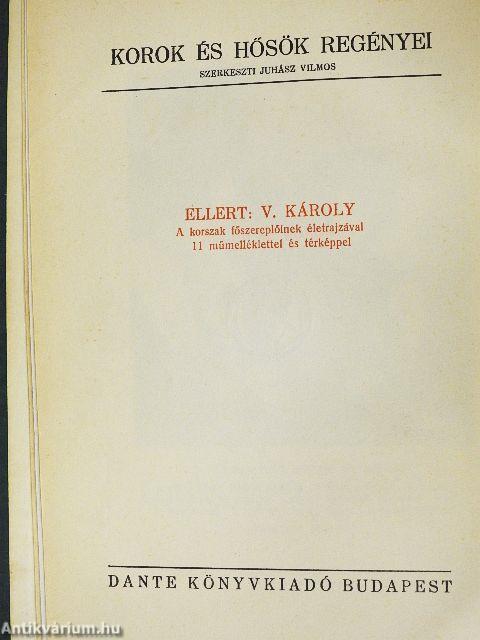 KOROK ÉS HŐSÖK REGÉNYEI
SZERKESZTI JUHÁSZ VILMOS
ELLERT: V. KÁROLY
A korszak főszereplőinek életrajzával
11 műmelléklettel és térképpel
DANTE KÖNYVKIADÓ BUDAPEST
Antikvárium.hu